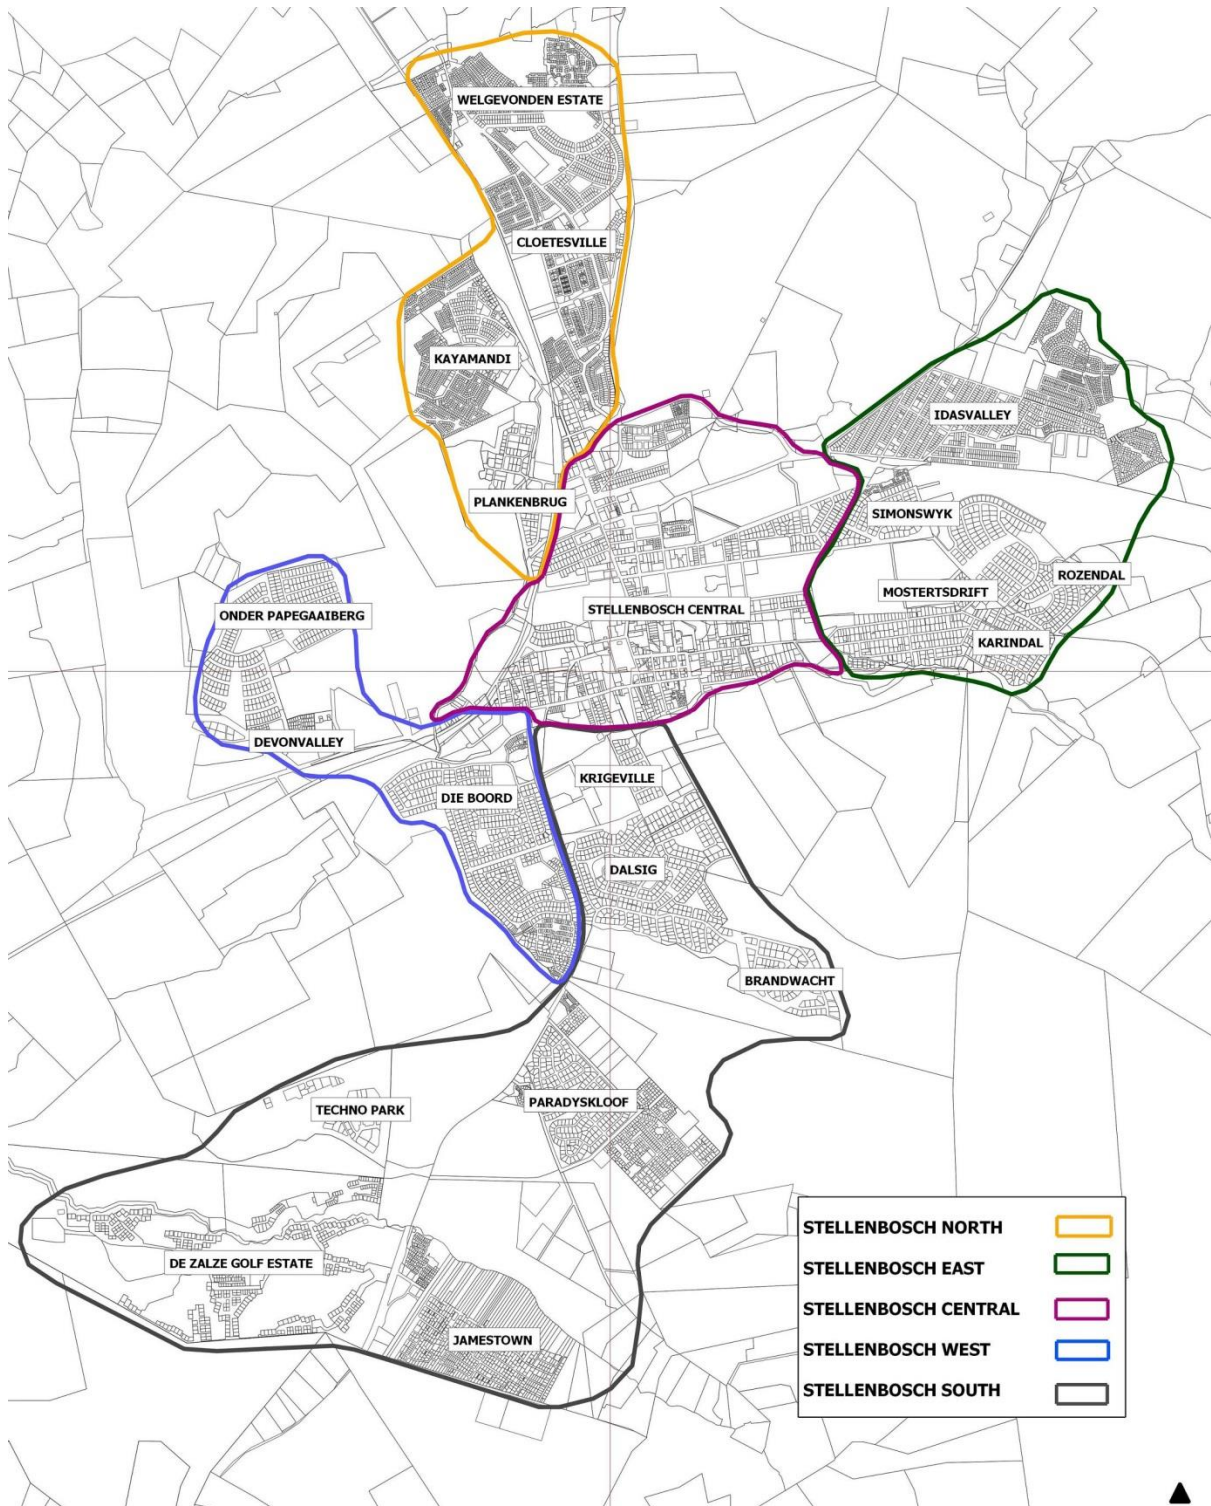 WELGEVONDEN ESTATE
CLOETESVILLE
KAYAMANDI
IDASVALLEY
PLANKENBRUG
SIMONSWYK
ROZENDAL
MOSTERTSDRIFT
STELLENBOSCH CENTRAL
ONDER PAPEGAAIBERG
KARINDAL
DEVONVALLEY
KRIGEVILLE
DIE BOORD
DALSIG
BRANDWACHT
PARADYSKLOOF
TECHNO PARK
DE ZALZE GOLF ESTATE
JAMESTOWN
STELLENBOSCH NORTH
STELLENBOSCH EAST
STELLENBOSCH CENTRAL
STELLENBOSCH WEST
STELLENBOSCH SOUTH